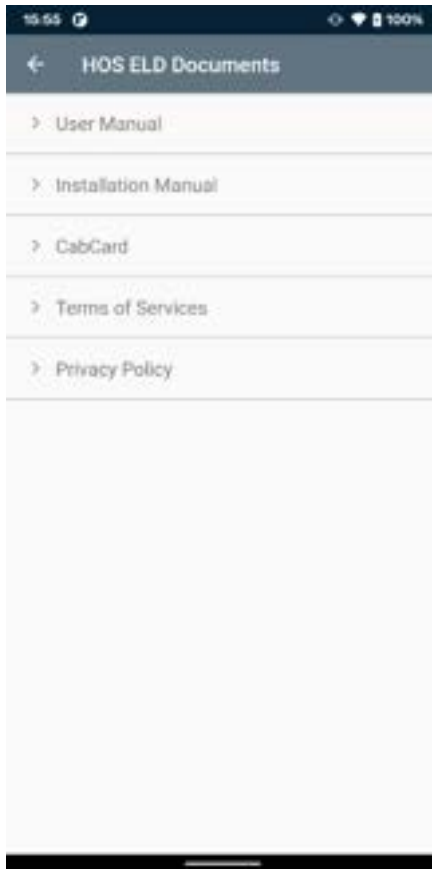 15:55 100%
HOS ELD Documents
User Manual
Installation Manual
CabCard
Terms of Services
Privacy Policy